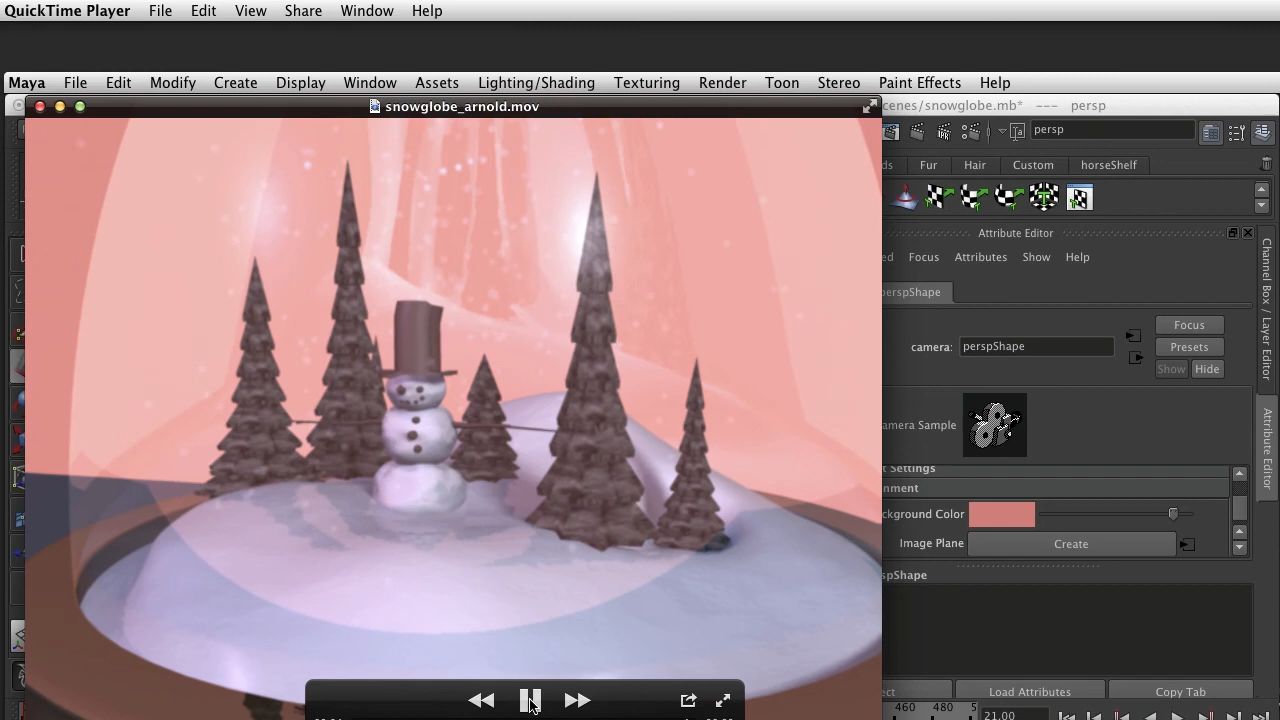 QuickTime Player File Edit View Share Window Help
Maya File Edit Modify Create Display Window Assets Lighting/Shading Texturing Render Toon Stereo Paint Effects Help
snowglobe_arnold.mov
cenes/snowglobe.mb* --- persp
persp
ds Fur Hair Custom horseShelf
Attribute Editor
ed Focus Attributes Show Help
perspShape
Focus
camera: perspShape
Presets
Show Hide
amera Sample
t Settings
nment
ckground Color
Image Plane Create
spShape
ect Load Attributes Copy Tab
460 480 5
21.00
Channel Box / Layer Editor
Attribute Editor